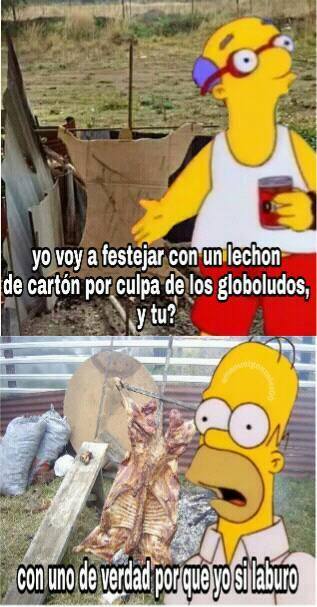 yo voy a festejar con un lechon
de cartón por culpa de los globoludos,
y tu?
con uno de verdad por que yo si laburo